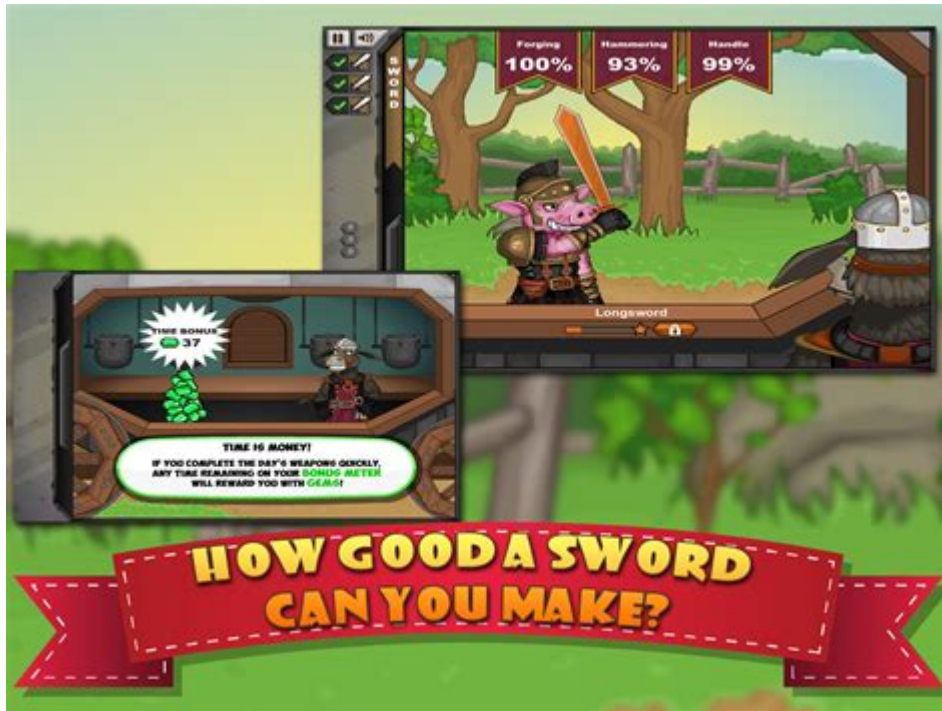 Forging
100%
Hammering
93%
Handle
99%
SWORD
Longsword
TIME BONUS
37
TIME IS MONEY!
IF YOU COMPLETE THE DAY'S WEAPONS QUICKLY,
ANY TIME REMAINING ON YOUR BONUS METER
WILL REWARD YOU WITH GEMS!
HOW GOOD A SWORD
CAN YOU MAKE?